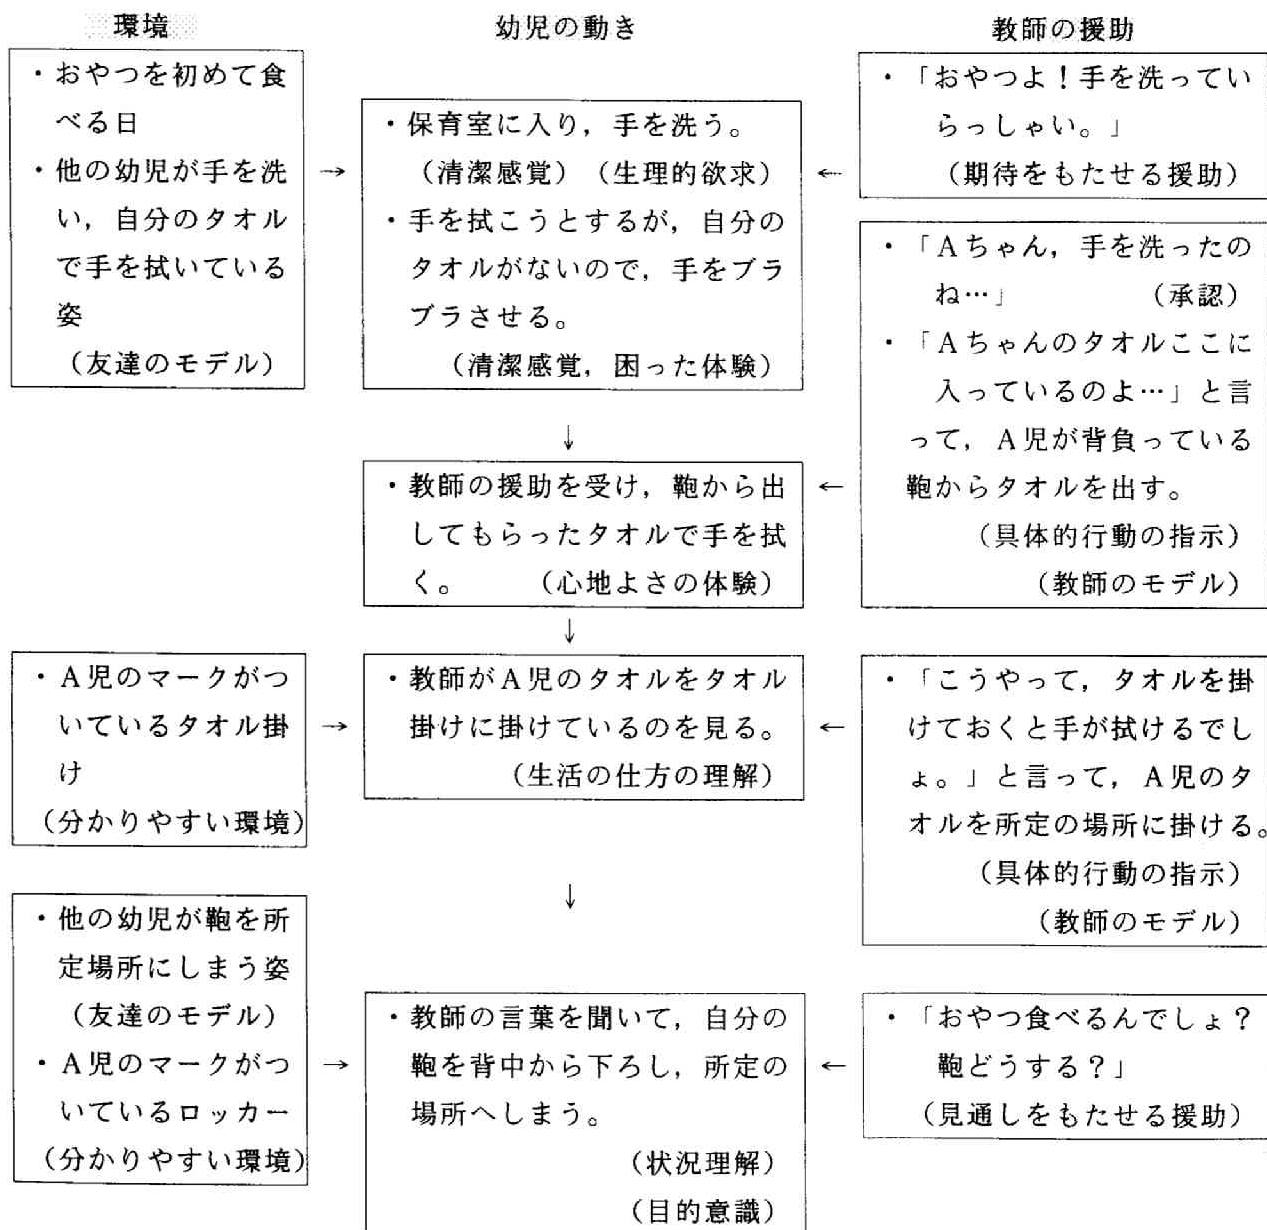 環境
・おやつを初めて食
べる日
・他の幼児が手を洗
い，自分のタオル
で手を拭いている
姿
（友達のモデル）
・A児のマークがつ
いているタオル掛
け
（分かりやすい環境）
・他の幼児が鞄を所
定場所にしまう姿
（友達のモデル）
・A児のマークがつ
いているロッカー
（分かりやすい環境）
幼児の動き
・保育室に入り，手を洗う。
（清潔感覚）（生理的欲求）
・手を拭こうとするが，自分の
タオルがないので，手をブラ
ブラさせる。
（清潔感覚，困った体験）
・教師の援助を受け，鞄から出
してもらったタオルで手を拭
く。　（心地よさの体験）
・教師がA児のタオルをタオル
掛けに掛けているのを見る。
（生活の仕方の理解）
・教師の言葉を聞いて，自分の
鞄を背中から下ろし，所定の
場所へしまう。
（状況理解）
（目的意識）
教師の援助
・「おやつよ！手を洗ってい
らっしゃい。」
（期待をもたせる援助）
・「Aちゃん，手を洗ったの
ね…」　（承認）
・「Aちゃんのタオルここに
入っているのよ…」と言
って，A児が背負っている
鞄からタオルを出す。
（具体的行動の指示）
（教師のモデル）
・「こうやって，タオルを掛
けておくと手が拭けるでし
ょ。」と言って，A児のタ
オルを所定の場所に掛ける。
（具体的行動の指示）
（教師のモデル）
・「おやつ食べるんでしょ？
鞄どうする？」
（見通しをもたせる援助）